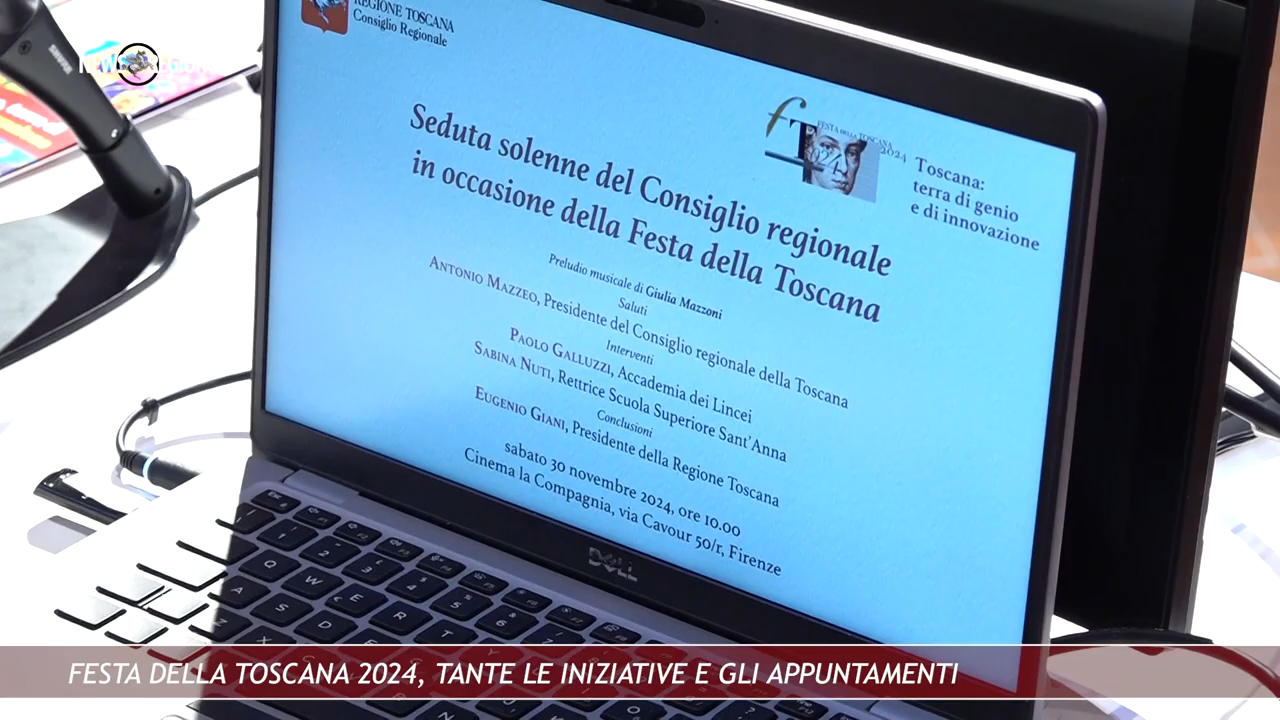 REGIONE TOSCANA
Consiglio Regionale
NEWS REGION
FESTA DELLA TOSCANA
2024
Toscana:
terra di genio
e di innovazione
Seduta solenne del Consiglio regionale
in occasione della Festa della Toscana
Preludio musicale di Giulia Mazzoni
Saluti
ANTONIO MAZZEO, Presidente del Consiglio regionale della Toscana
Interventi
PAOLO GALLUZZI, Accademia dei Lincei
SABINA NUTI, Rettrice Scuola Superiore Sant'Anna
Conclusioni
EUGENIO GIANI, Presidente della Regione Toscana
sabato 30 novembre 2024, ore 10.00
Cinema la Compagnia, via Cavour 50/r, Firenze
DELL
FESTA DELLA TOSCANA 2024, TANTE LE INIZIATIVE E GLI APPUNTAMENTI